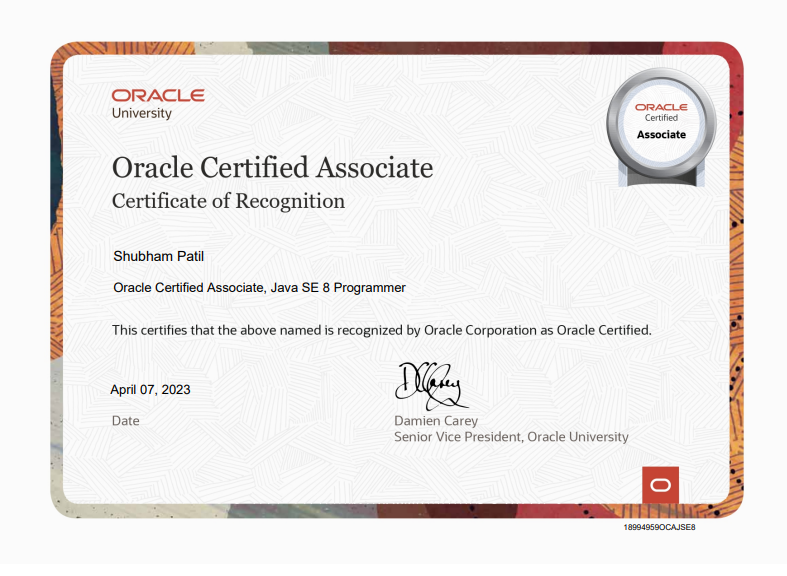 ORACLE
University
ORACLE
Certified
Associate
Oracle Certified Associate
Certificate of Recognition
Shubham Patil
Oracle Certified Associate, Java SE 8 Programmer
This certifies that the above named is recognized by Oracle Corporation as Oracle Certified.
April 07, 2023
Date
DCarey
Damien Carey
Senior Vice President, Oracle University
18994959OCAJSE8